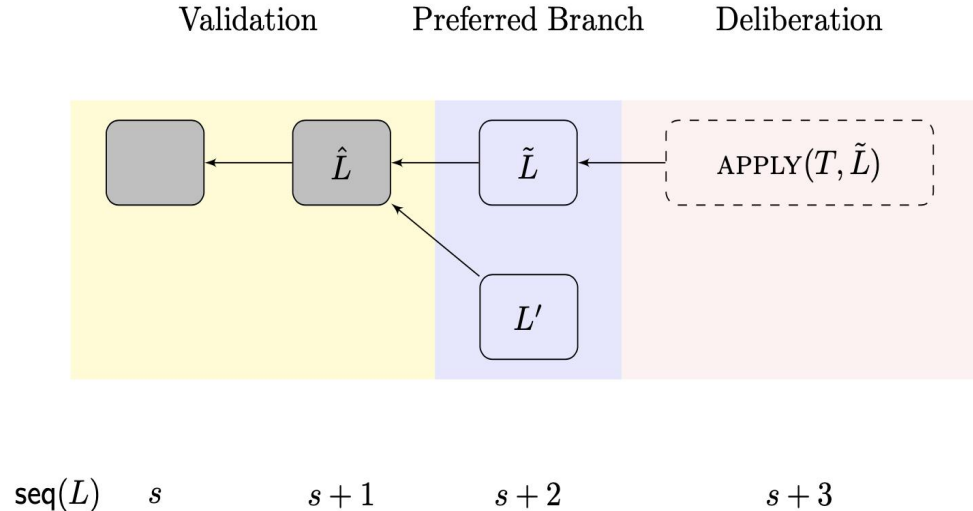 Validation Preferred Branch Deliberation
L̂ L̃ APPLY(T, L̃)
L′
seq(L) s s + 1 s + 2 s + 3